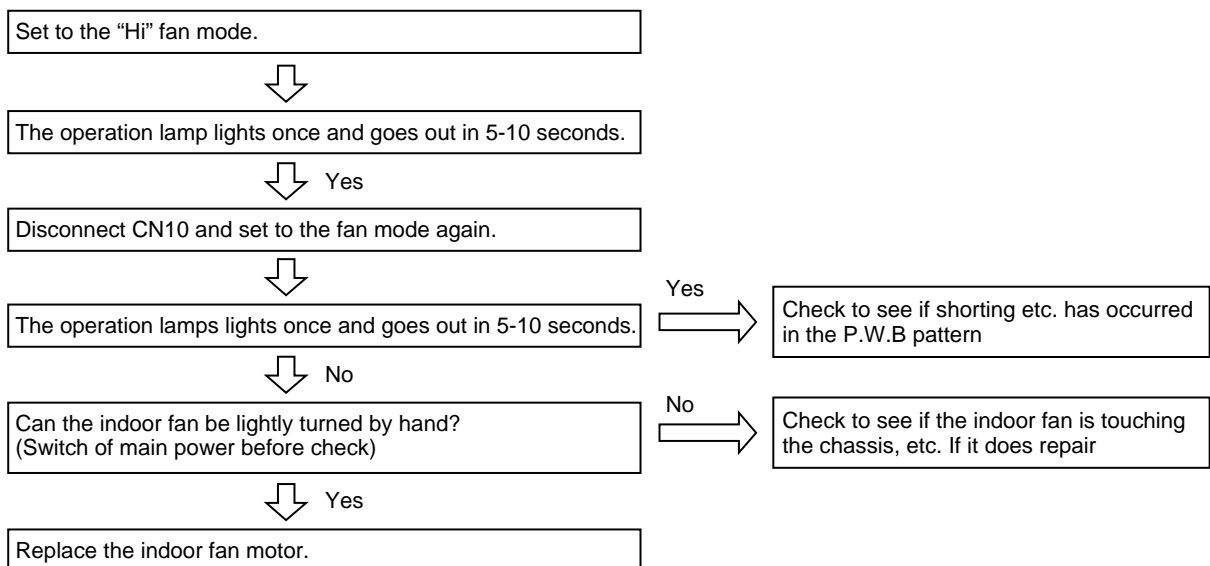 Set to the “Hi” fan mode.
The operation lamp lights once and goes out in 5-10 seconds.
Yes
Disconnect CN10 and set to the fan mode again.
The operation lamps lights once and goes out in 5-10 seconds.
Yes
Check to see if shorting etc. has occurred
in the P.W.B pattern
No
Can the indoor fan be lightly turned by hand?
(Switch of main power before check)
No
Check to see if the indoor fan is touching
the chassis, etc. If it does repair
Yes
Replace the indoor fan motor.